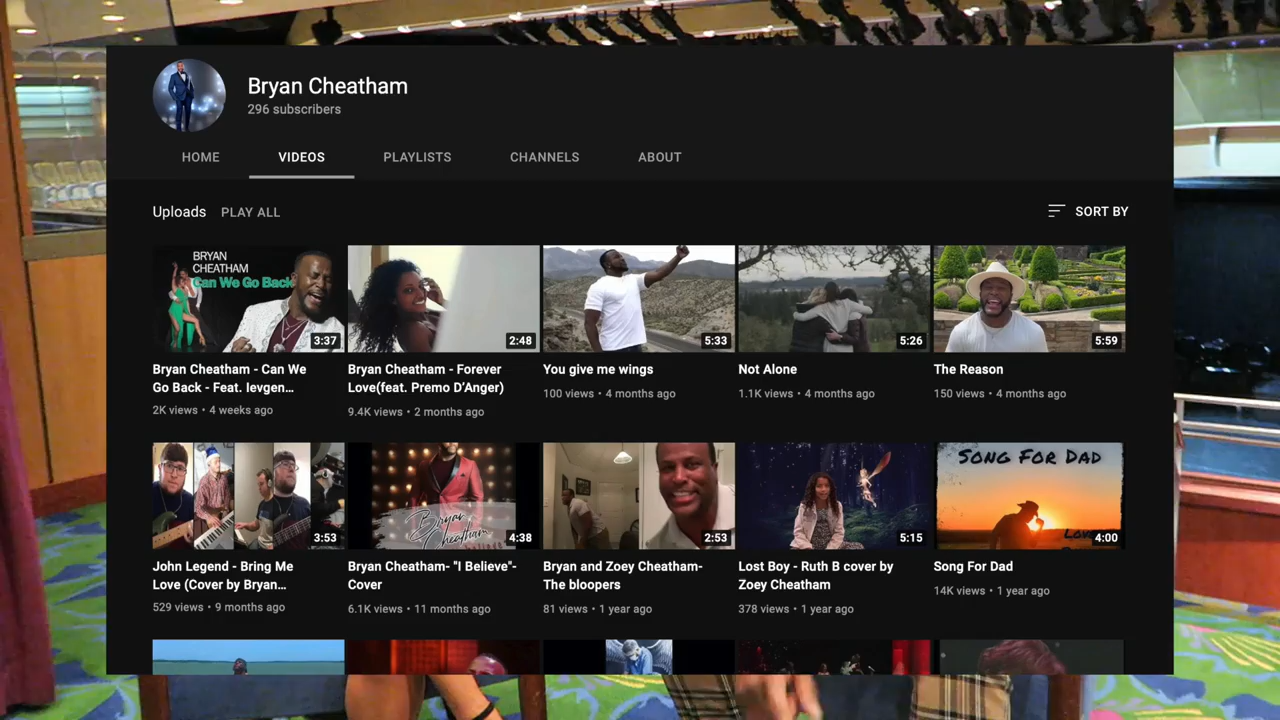 Bryan Cheatham
296 subscribers
HOME VIDEOS PLAYLISTS CHANNELS ABOUT
Uploads PLAY ALL SORT BY
BRYAN
CHEATHAM
Can We Go Back
3:37 2:48 5:33 5:26 5:59
Bryan Cheatham - Can We
Go Back - Feat. Ievgen...
2K views • 4 weeks ago
Bryan Cheatham - Forever
Love(feat. Premo D'Anger)
9.4K views • 2 months ago
You give me wings
100 views • 4 months ago
Not Alone
1.1K views • 4 months ago
The Reason
150 views • 4 months ago
3:53
John Legend - Bring Me
Love (Cover by Bryan...
529 views • 9 months ago
Bryan
Cheatham
4:38
Bryan Cheatham- "I Believe"-
Cover
6.1K views • 11 months ago
2:53
Bryan and Zoey Cheatham-
The bloopers
81 views • 1 year ago
5:15
Lost Boy - Ruth B cover by
Zoey Cheatham
378 views • 1 year ago
SONG FOR DAD
4:00
Song For Dad
14K views • 1 year ago